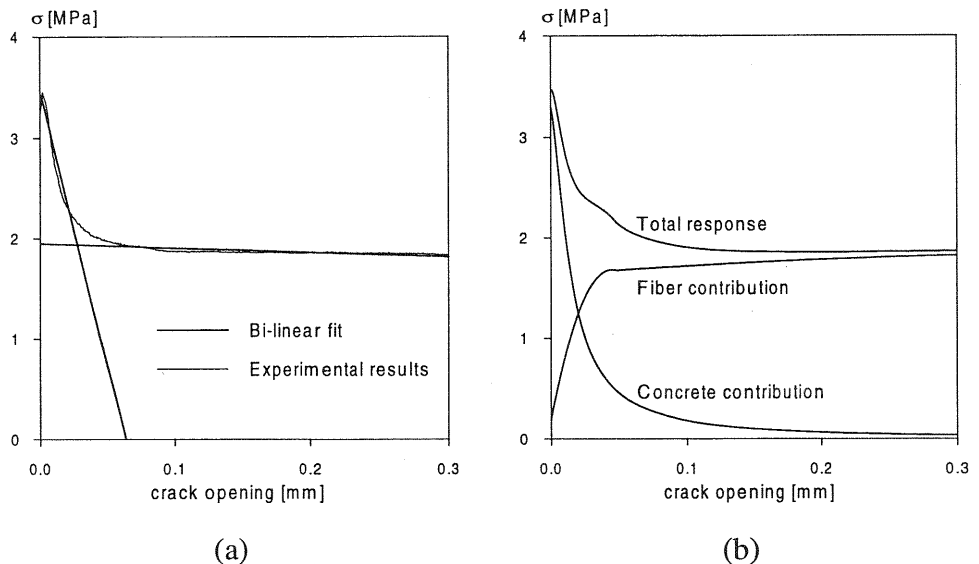 σ [MPa]
4
3
2
1
0
Bi-linear fit
Experimental results
0.0 0.1 0.2 0.3
crack opening [mm]
(a)
σ [MPa]
4
3
2
1
0
Total response
Fiber contribution
Concrete contribution
0.0 0.1 0.2 0.3
crack opening [mm]
(b)